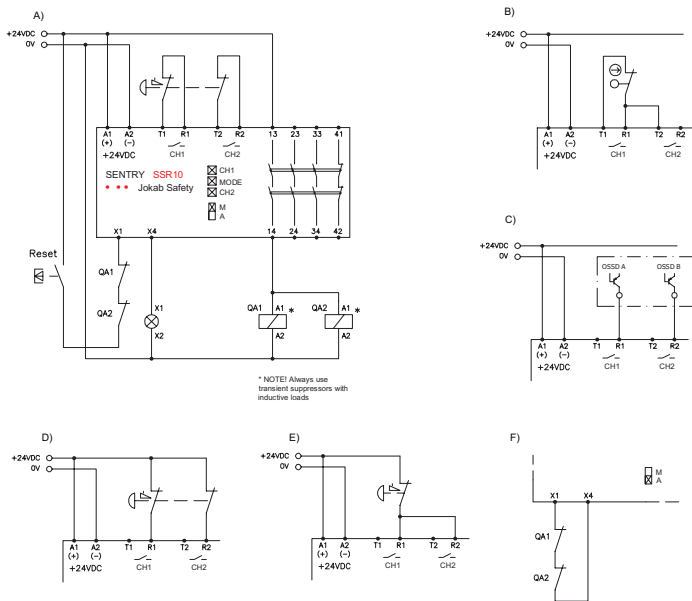 A)
+24VDC
0V
A1 A2 T1 R1 T2 R2 13 23 33 41
(+) (–)
+24VDC CH1 CH2
SENTRY SSR10
Jokab Safety
CH1
MODE
CH2
M
A
X1 X4 14 24 34 42
Reset
QA1
QA2
X1
X2
QA1 A1 *
A2
QA2 A1 *
A2
* NOTE! Always use
transient suppressors with
inductive loads
B)
+24VDC
0V
A1 A2 T1 R1 T2 R2
(+) (–)
+24VDC CH1 CH2
C)
+24VDC
0V
OSSD A OSSD B
A1 A2 T1 R1 T2 R2
(+) (–)
+24VDC CH1 CH2
D)
+24VDC
0V
A1 A2 T1 R1 T2 R2
(+) (–)
+24VDC CH1 CH2
E)
+24VDC
0V
A1 A2 T1 R1 T2 R2
(+) (–)
+24VDC CH1 CH2
F)
M
A
X1 X4
QA1
QA2